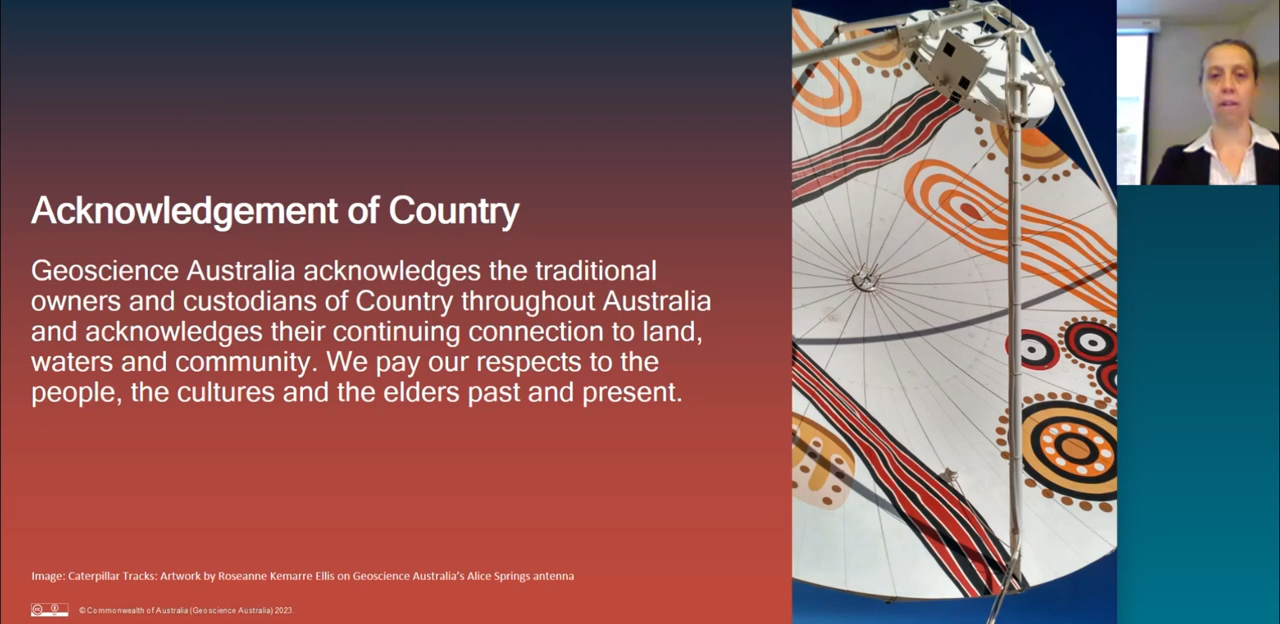 Acknowledgement of Country
Geoscience Australia acknowledges the traditional
owners and custodians of Country throughout Australia
and acknowledges their continuing connection to land,
waters and community. We pay our respects to the
people, the cultures and the elders past and present.
Image: Caterpillar Tracks: Artwork by Roseanne Kemarre Ellis on Geoscience Australia's Alice Springs antenna
© Commonwealth of Australia (Geoscience Australia) 2023.